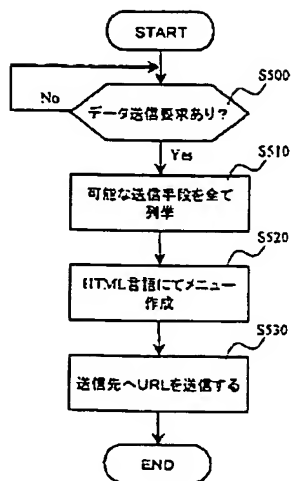 START
S500
データ送信要求あり?
No
Yes
S510
可能な送信手段を全て
列挙
S520
HTML言語にてメニュー
作成
S530
送信先へURLを送信する
END